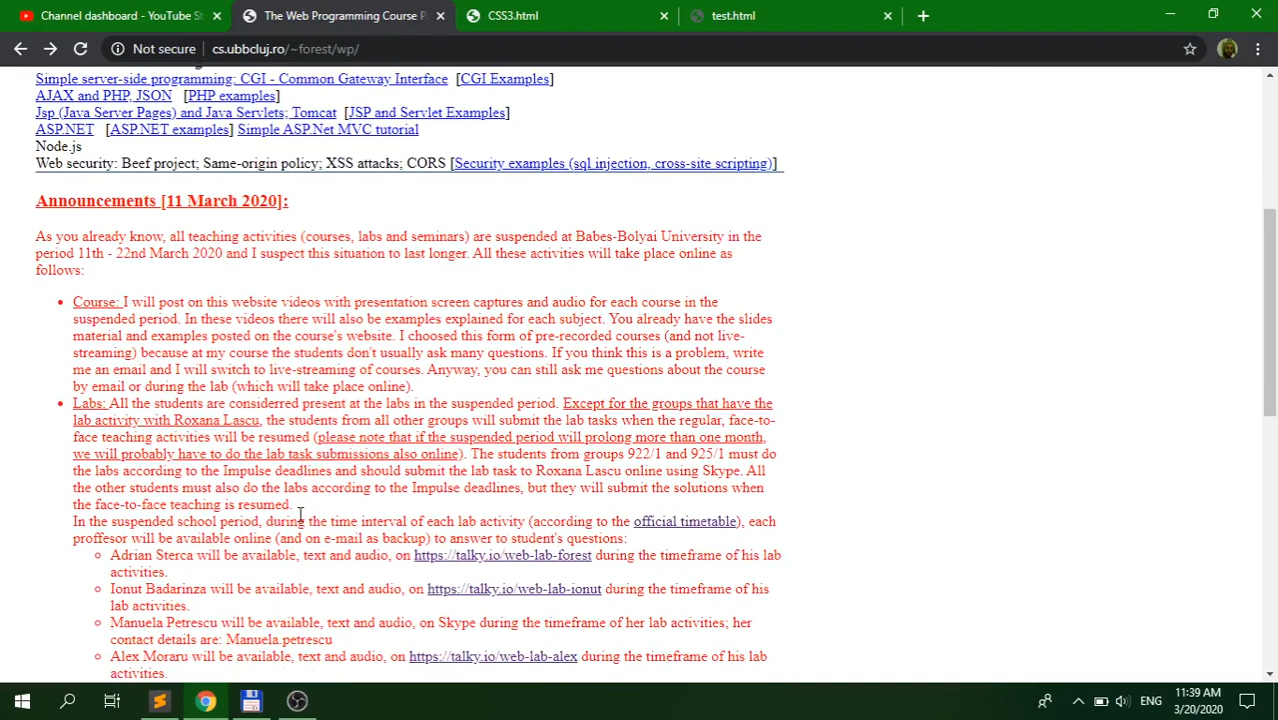 Channel dashboard - YouTube St
The Web Programming Course P
CSS3.html
test.html
Not secure
cs.ubbcluj.ro/~forest/wp/
Simple server-side programming; CGI - Common Gateway Interface [CGI Examples]
AJAX and PHP, JSON [PHP examples]
Jsp (Java Server Pages) and Java Servlets; Tomcat [JSP and Servlet Examples]
ASP.NET [ASP.NET examples] Simple ASP.Net MVC tutorial
Node.js
Web security: Beef project; Same-origin policy; XSS attacks; CORS [Security examples (sql injection, cross-site scripting)]
Announcements [11 March 2020]:
As you already know, all teaching activities (courses, labs and seminars) are suspended at Babes-Bolyai University in the
period 11th - 22nd March 2020 and I suspect this situation to last longer. All these activities will take place online as
follows:
Course: I will post on this website videos with presentation screen captures and audio for each course in the
suspended period. In these videos there will also be examples explained for each subject. You already have the slides
material and examples posted on the course's website. I choosed this form of pre-recorded courses (and not live-
streaming) because at my course the students don't usually ask many questions. If you think this is a problem, write
me an email and I will switch to live-streaming of courses. Anyway, you can still ask me questions about the course
by email or during the lab (which will take place online).
Labs: All the students are considerred present at the labs in the suspended period. Except for the groups that have the
lab activity with Roxana Lascu, the students from all other groups will submit the lab tasks when the regular, face-to-
face teaching activities will be resumed (please note that if the suspended period will prolong more than one month,
we will probably have to do the lab task submissions also online). The students from groups 922/1 and 925/1 must do
the labs according to the Impulse deadlines and should submit the lab task to Roxana Lascu online using Skype. All
the other students must also do the labs according to the Impulse deadlines, but they will submit the solutions when
the face-to-face teaching is resumed.
In the suspended school period, during the time interval of each lab activity (according to the official timetable), each
proffesor will be available online (and on e-mail as backup) to answer to student's questions:
Adrian Sterca will be available, text and audio, on https://talky.io/web-lab-forest during the timeframe of his lab
activities.
Ionut Badarinza will be available, text and audio, on https://talky.io/web-lab-ionut during the timeframe of his
lab activities.
Manuela Petrescu will be available, text and audio, on Skype during the timeframe of her lab activities; her
contact details are: Manuela.petrescu
Alex Moraru will be available, text and audio, on https://talky.io/web-lab-alex during the timeframe of his lab
activities.
ENG
11:39 AM
3/20/2020